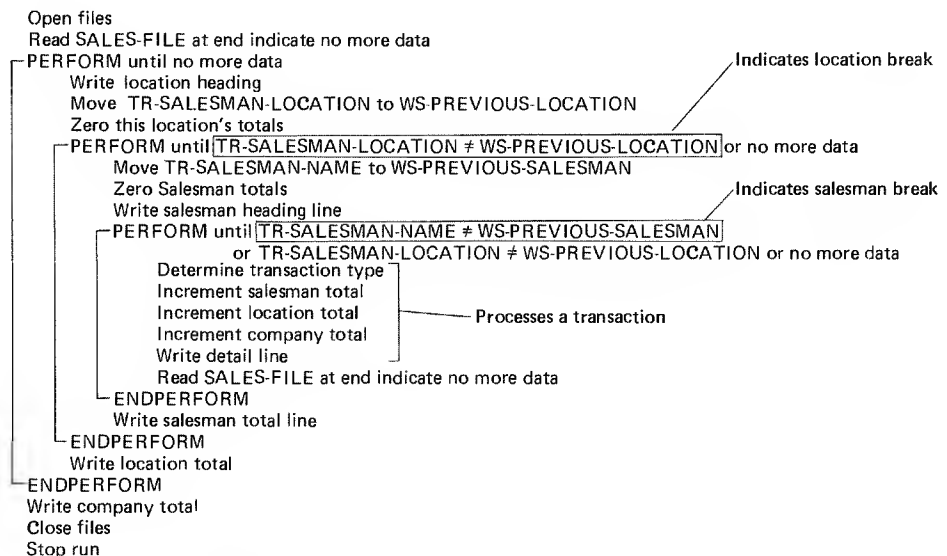 Open files
Read SALES-FILE at end indicate no more data
PERFORM until no more data
Indicates location break
Write location heading
Move TR-SALESMAN-LOCATION to WS-PREVIOUS-LOCATION
Zero this location's totals
PERFORM until TR-SALESMAN-LOCATION ≠ WS-PREVIOUS-LOCATION or no more data
Move TR-SALESMAN-NAME to WS-PREVIOUS-SALESMAN
Zero Salesman totals
Indicates salesman break
Write salesman heading line
PERFORM until TR-SALESMAN-NAME ≠ WS-PREVIOUS-SALESMAN
or TR-SALESMAN-LOCATION ≠ WS-PREVIOUS-LOCATION or no more data
Determine transaction type
Increment salesman total
Increment location total
Processes a transaction
Increment company total
Write detail line
Read SALES-FILE at end indicate no more data
ENDPERFORM
Write salesman total line
ENDPERFORM
Write location total
ENDPERFORM
Write company total
Close files
Stop run